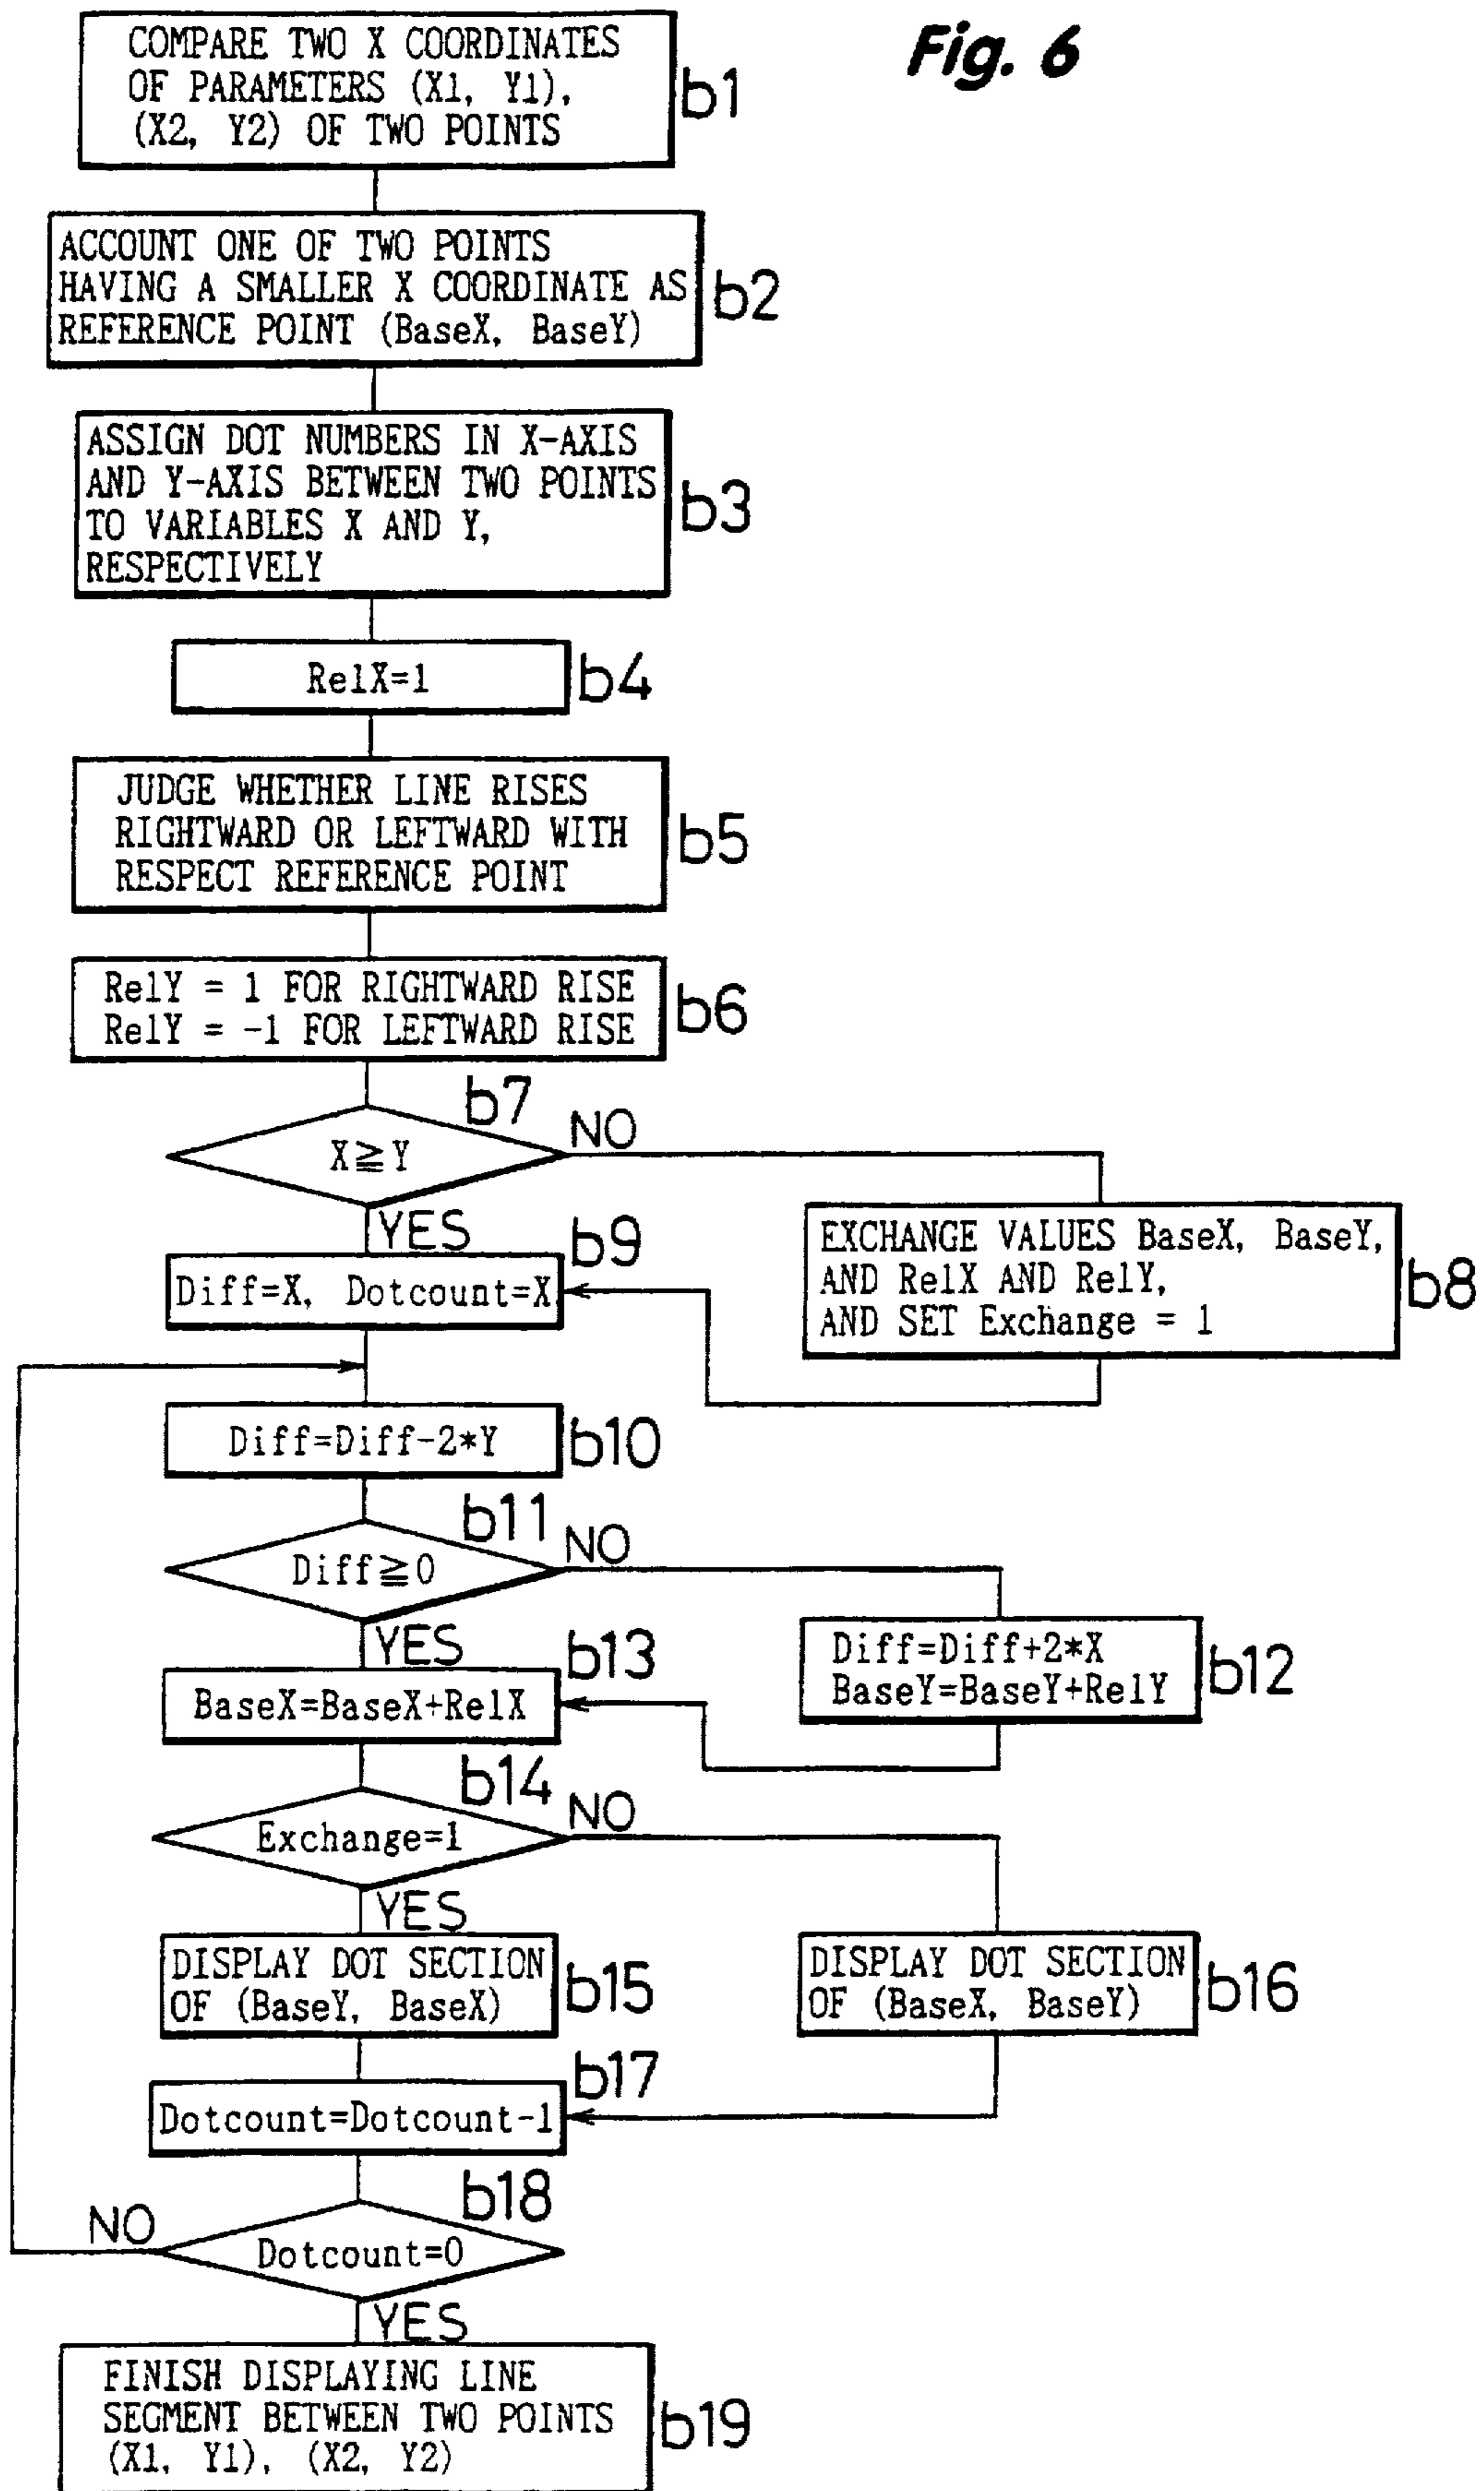 Fig. 6
COMPARE TWO X COORDINATES
OF PARAMETERS (X1, Y1),
(X2, Y2) OF TWO POINTS
b1
ACCOUNT ONE OF TWO POINTS
HAVING A SMALLER X COORDINATE AS
REFERENCE POINT (BaseX, BaseY)
b2
ASSIGN DOT NUMBERS IN X-AXIS
AND Y-AXIS BETWEEN TWO POINTS
TO VARIABLES X AND Y,
RESPECTIVELY
b3
RelX=1
b4
JUDGE WHETHER LINE RISES
RIGHTWARD OR LEFTWARD WITH
RESPECT REFERENCE POINT
b5
RelY = 1 FOR RIGHTWARD RISE
RelY = -1 FOR LEFTWARD RISE
b6
b7
X≧Y
NO
YES
EXCHANGE VALUES BaseX, BaseY,
AND RelX AND RelY,
AND SET Exchange = 1
b8
b9
Diff=X, Dotcount=X
Diff=Diff-2*Y
b10
b11
Diff≧0
NO
YES
Diff=Diff+2*X
BaseY=BaseY+RelY
b12
b13
BaseX=BaseX+RelX
b14
Exchange=1
NO
YES
DISPLAY DOT SECTION
OF (BaseY, BaseX)
b15
DISPLAY DOT SECTION
OF (BaseX, BaseY)
b16
b17
Dotcount=Dotcount-1
b18
NO
Dotcount=0
YES
FINISH DISPLAYING LINE
SEGMENT BETWEEN TWO POINTS
(X1, Y1), (X2, Y2)
b19